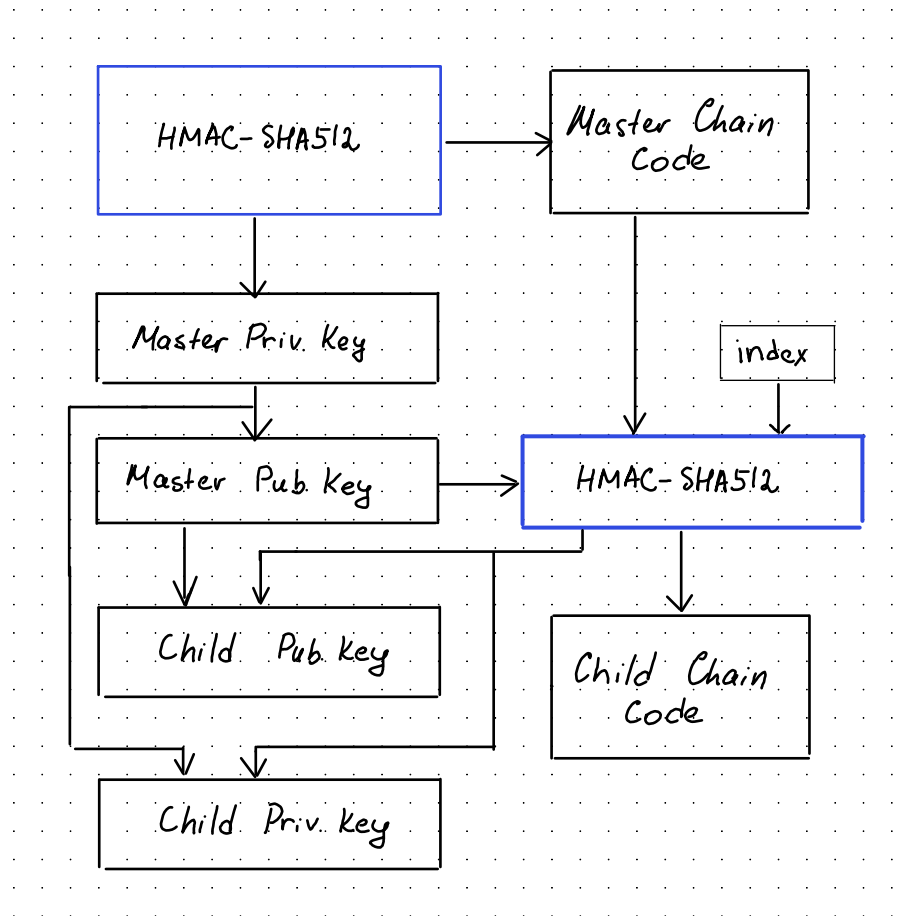 HMAC-SHA512
Master Chain
Code
Master Priv. Key
index
Master Pub. Key
HMAC-SHA512
Child Pub. Key
Child Chain
Code
Child Priv. Key